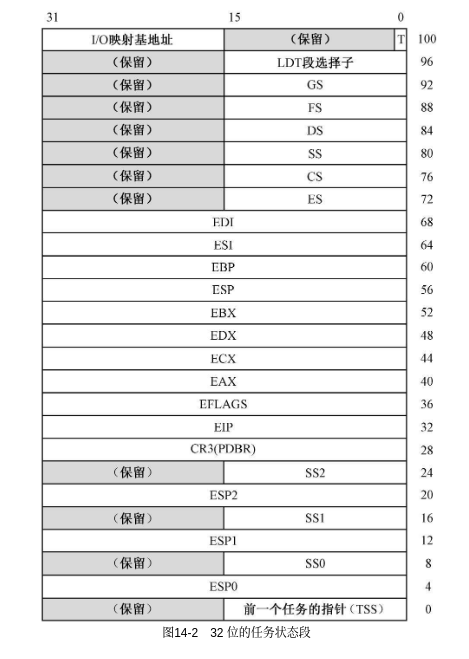 31 15 0
I/O映射基地址 （保留） T 100
（保留） LDT段选择子 96
（保留） GS 92
（保留） FS 88
（保留） DS 84
（保留） SS 80
（保留） CS 76
（保留） ES 72
EDI 68
ESI 64
EBP 60
ESP 56
EBX 52
EDX 48
ECX 44
EAX 40
EFLAGS 36
EIP 32
CR3(PDBR) 28
（保留） SS2 24
ESP2 20
（保留） SS1 16
ESP1 12
（保留） SS0 8
ESP0 4
（保留） 前一个任务的指针（TSS） 0
图14-2 32 位的任务状态段